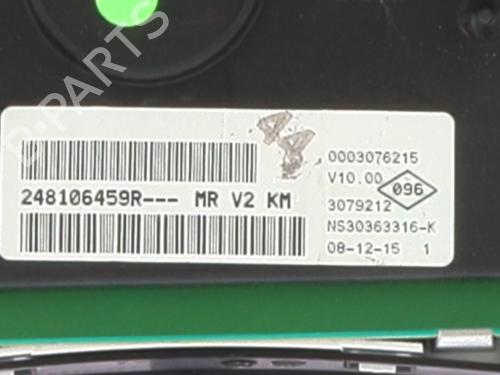 B-PARTS
44
0003076215
V10.00
096
248106459R--- MR V2 KM
3079212
NS30363316-K
08-12-15 1